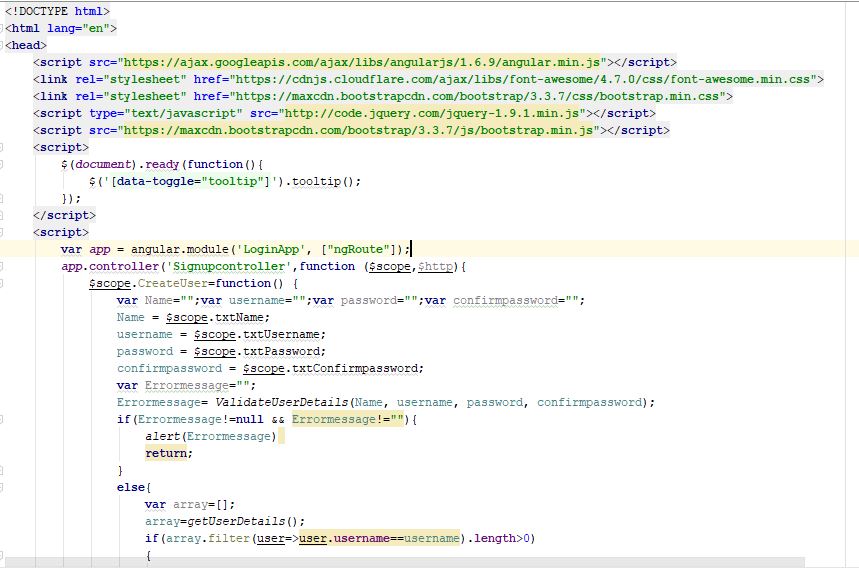 <!DOCTYPE html>
<html lang="en">
<head>
<script src="https://ajax.googleapis.com/ajax/libs/angularjs/1.6.9/angular.min.js"></script>
<link rel="stylesheet" href="https://cdnjs.cloudflare.com/ajax/libs/font-awesome/4.7.0/css/font-awesome.min.css">
<link rel="stylesheet" href="https://maxcdn.bootstrapcdn.com/bootstrap/3.3.7/css/bootstrap.min.css">
<script type="text/javascript" src="http://code.jquery.com/jquery-1.9.1.min.js"></script>
<script src="https://maxcdn.bootstrapcdn.com/bootstrap/3.3.7/js/bootstrap.min.js"></script>
<script>
$(document).ready(function(){
$('[data-toggle="tooltip"]').tooltip();
});
</script>
<script>
var app = angular.module('LoginApp', ["ngRoute"]);
app.controller('Signupcontroller',function ($scope,$http){
$scope.CreateUser=function() {
var Name="";var username="";var password="";var confirmpassword="";
Name = $scope.txtName;
username = $scope.txtUsername;
password = $scope.txtPassword;
confirmpassword = $scope.txtConfirmpassword;
var Errormessage="";
Errormessage= ValidateUserDetails(Name, username, password, confirmpassword);
if(Errormessage!=null && Errormessage!=""){
alert(Errormessage)
return;
}
else{
var array=[];
array=getUserDetails();
if(array.filter(user=>user.username==username).length>0)
{